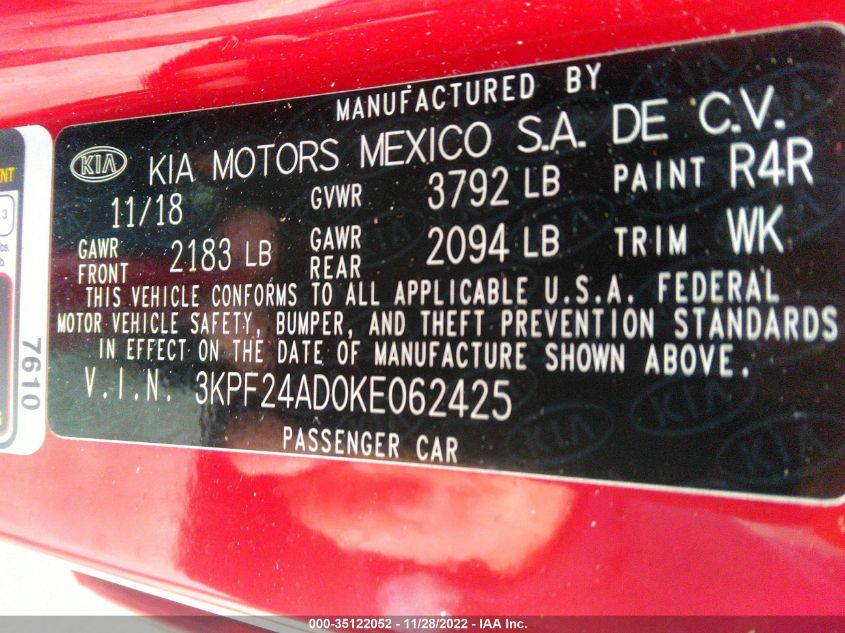 MANUFACTURED BY
KIA KIA MOTORS MEXICO S.A. DE C.V.
11/18 GVWR 3792 LB PAINT R4R
GAWR FRONT 2183 LB GAWR REAR 2094 LB TRIM WK
THIS VEHICLE CONFORMS TO ALL APPLICABLE U.S.A. FEDERAL
MOTOR VEHICLE SAFETY, BUMPER, AND THEFT PREVENTION STANDARDS
IN EFFECT ON THE DATE OF MANUFACTURE SHOWN ABOVE.
V.I.N. 3KPF24AD0KE062425
PASSENGER CAR
7610
ENT
3
lbs.
000-35122052 - 11/28/2022 - IAA Inc.